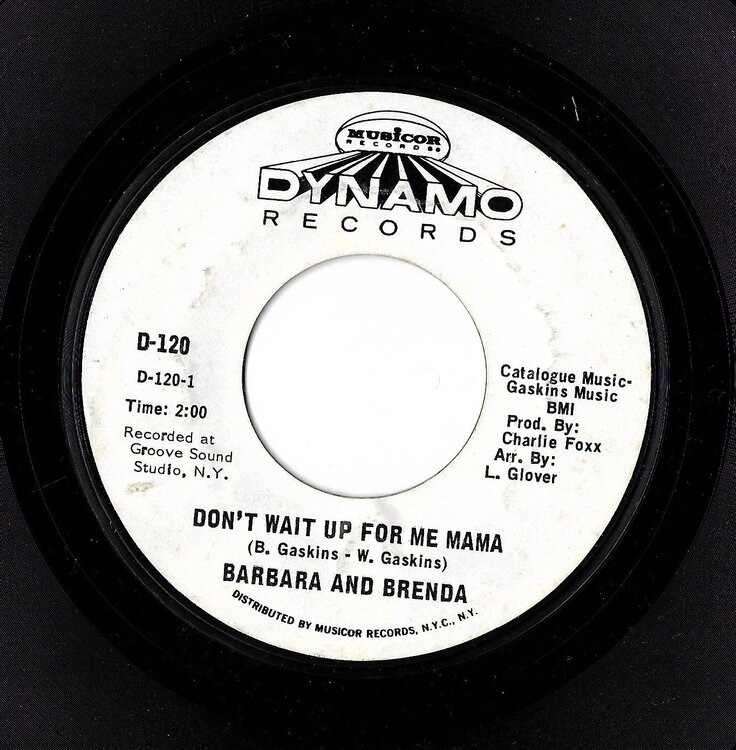 MUSICOR
RECORDS
DYNAMO
RECORDS
D-120
D-120-1
Time: 2:00
Recorded at
Groove Sound
Studio, N.Y.
Catalogue Music-
Gaskins Music
BMI
Prod. By:
Charlie Foxx
Arr. By:
L. Glover
DON'T WAIT UP FOR ME MAMA
(B. Gaskins - W. Gaskins)
BARBARA AND BRENDA
DISTRIBUTED BY MUSICOR RECORDS, N.Y.C., N.Y.